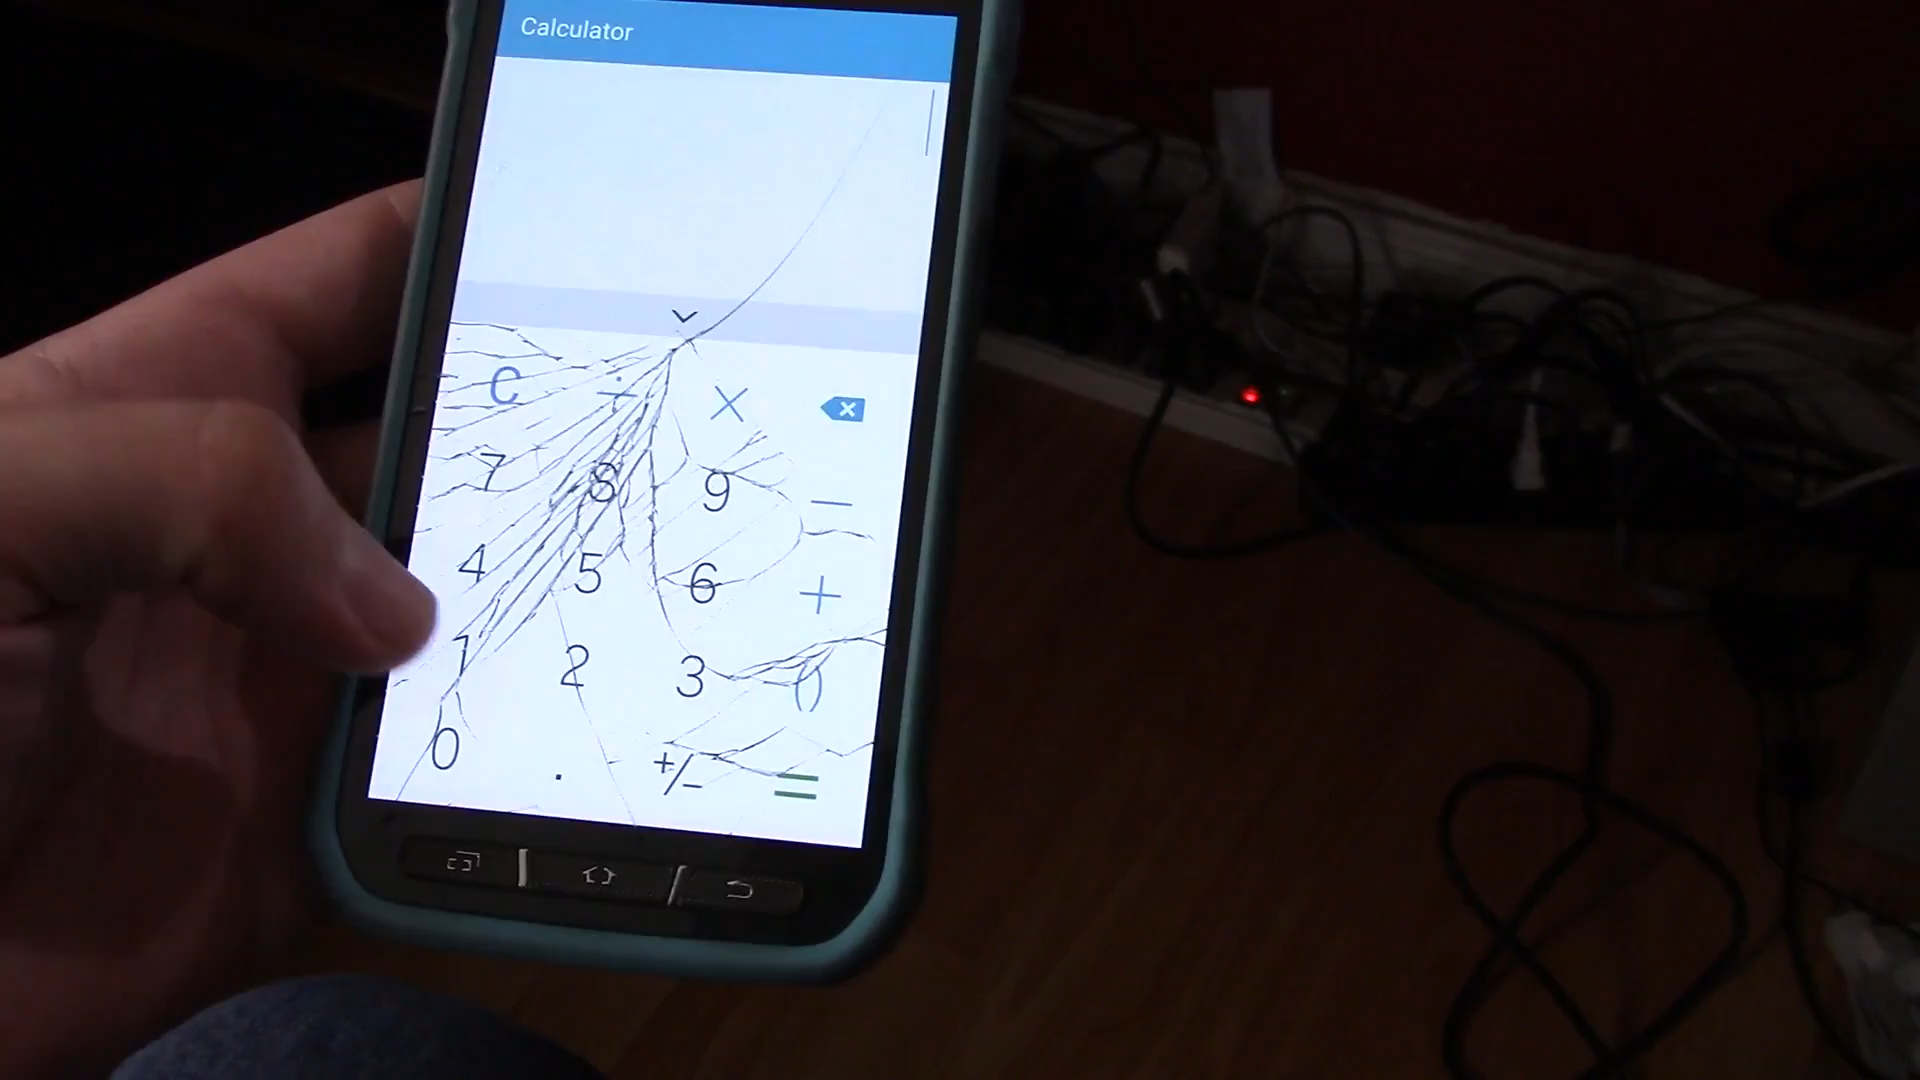 Calculator
C ÷ ×
7 8 9 −
4 5 6 +
1 2 3 ()
0 . +/− =